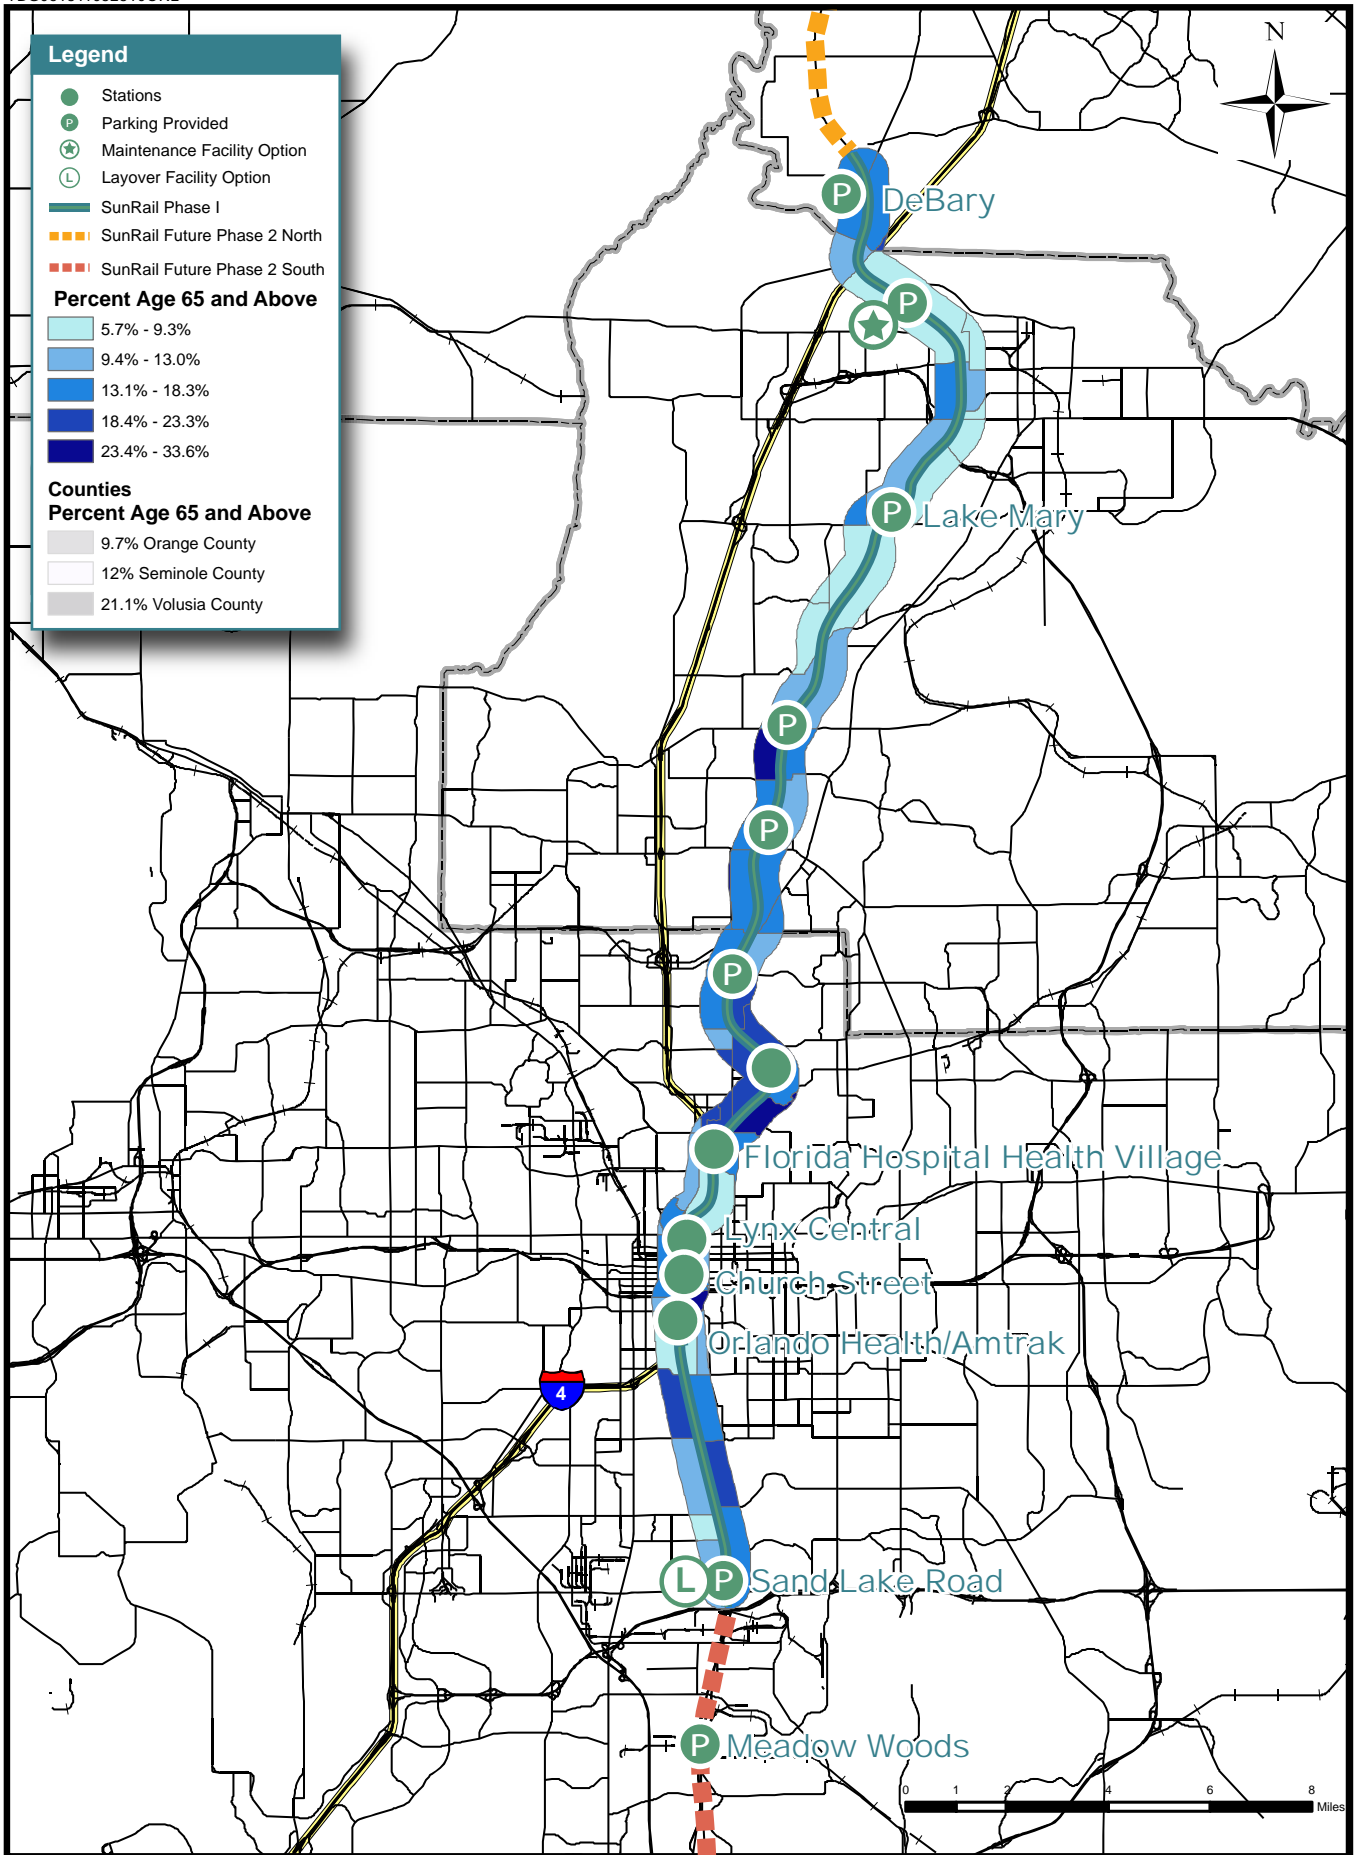 Legend
Stations
P Parking Provided
Maintenance Facility Option
L Layover Facility Option
SunRail Phase I
SunRail Future Phase 2 North
SunRail Future Phase 2 South
Percent Age 65 and Above
5.7% - 9.3%
9.4% - 13.0%
13.1% - 18.3%
18.4% - 23.3%
23.4% - 33.6%
Counties
Percent Age 65 and Above
9.7% Orange County
12% Seminole County
21.1% Volusia County
N
P DeBary
P
P Lake Mary
P
P
P
Florida Hospital Health Village
Lynx Central
Church Street
Orlando Health/Amtrak
4
L P Sand Lake Road
P Meadow Woods
0 1 2 4 6 8
Miles